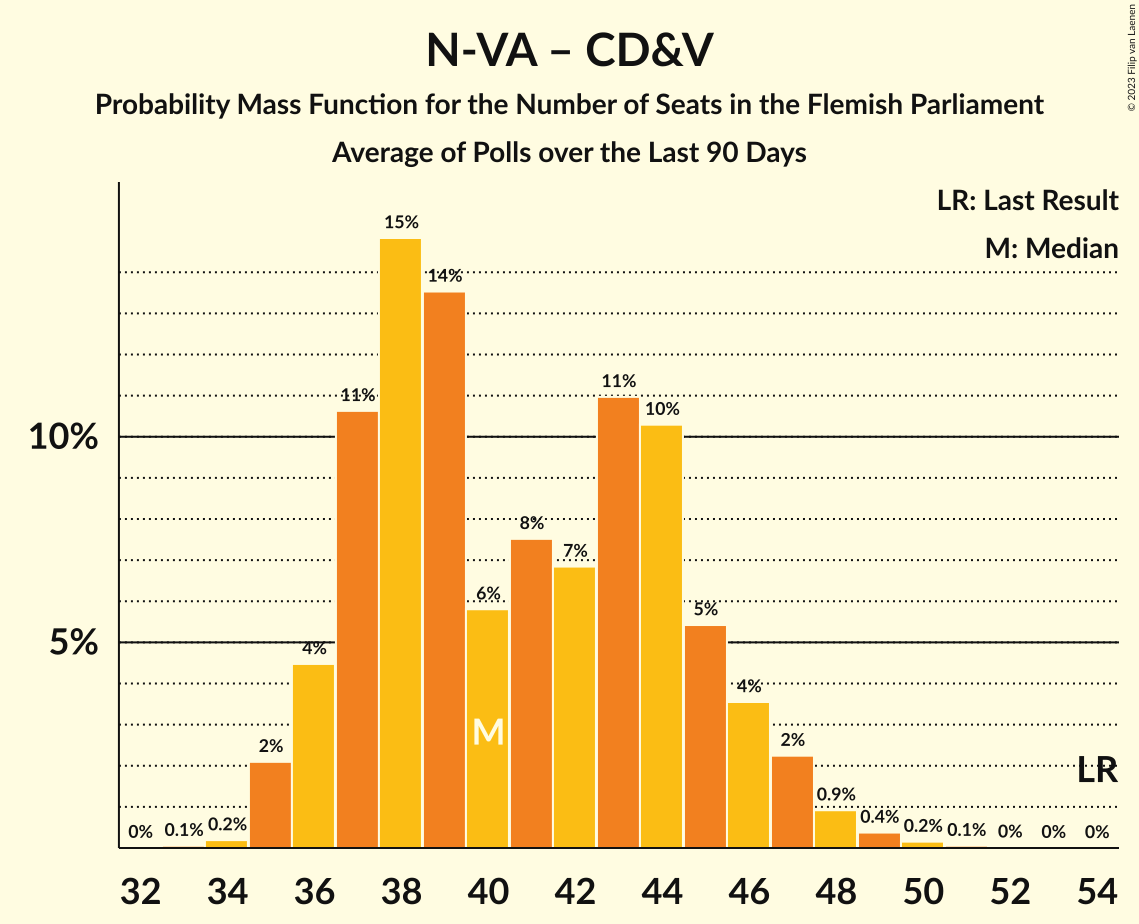 N-VA – CD&V
Probability Mass Function for the Number of Seats in the Flemish Parliament
Average of Polls over the Last 90 Days
© 2023 Filip van Laenen
LR: Last Result
M: Median
10%
5%
0% 0.1% 0.2% 2% 4% 11% 15% 14% 6% 8% 7% 11% 10% 5% 4% 2% 0.9% 0.4% 0.2% 0.1% 0% 0% 0%
M
LR
32 34 36 38 40 42 44 46 48 50 52 54